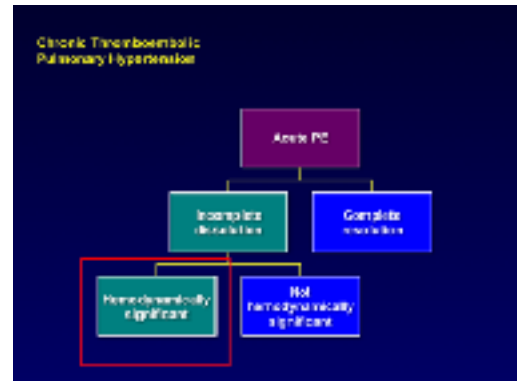 Chronic Thromboembolic
Pulmonary Hypertension
Acute PE
Incomplete
dissolution
Complete
resolution
Hemodynamically
significant
Not
hemodynamically
significant